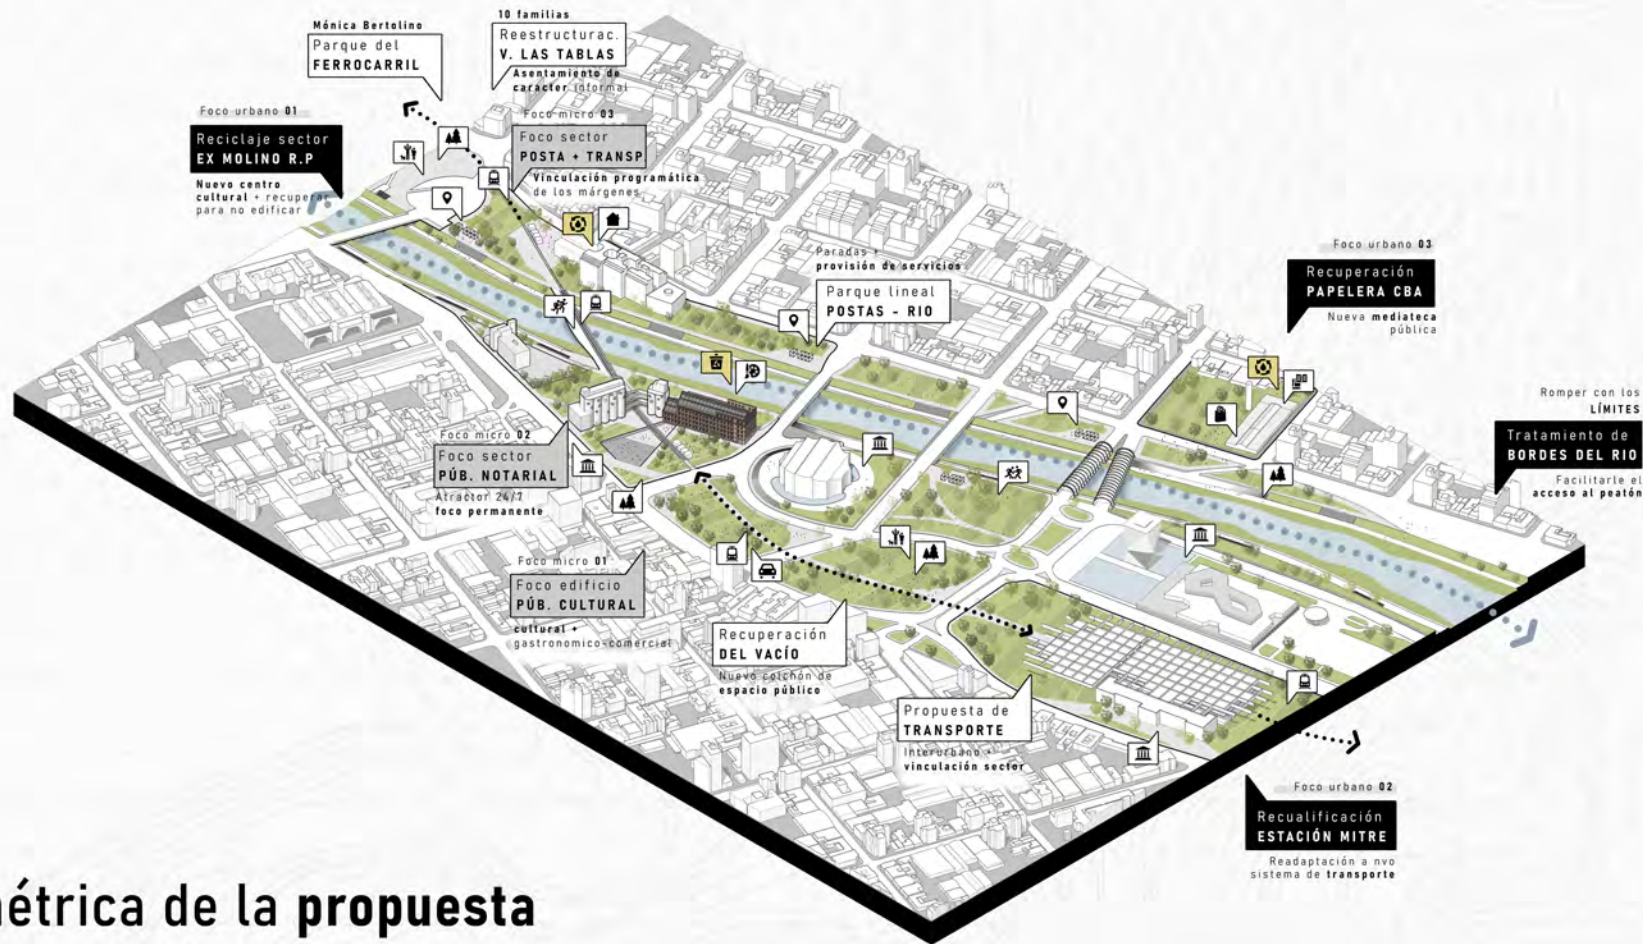 Mónica Bertolino
Parque del
FERROCARRIL
10 familias
Reestructurac.
V. LAS TABLAS
Asentamiento de
carácter informal
Foco urbano 01
Reciclaje sector
EX MOLINO R.P
Nuevo centro
cultural + recuperar
para no edificar
Foco micro 03
Foco sector
POSTA + TRANSP.
Vinculación programática
de los márgenes
Paradas +
provisión de servicios
Parque lineal
POSTAS - RIO
Foco urbano 03
Recuperación
PAPELERA CBA
Nueva mediateca
pública
Romper con los
LÍMITES
Tratamiento de
BORDES DEL RIO
Facilitarle el
acceso al peatón
Foco micro 02
Foco sector
PÚB. NOTARIAL
Atractor 24/7
foco permanente
Foco micro 01
Foco edificio
PÚB. CULTURAL
cultural +
gastronomico-comercial
Recuperación
DEL VACÍO
Nuevo colchón de
espacio público
Propuesta de
TRANSPORTE
Interurbano +
vinculación sector
Foco urbano 02
Recualificación
ESTACIÓN MITRE
Readaptación a nvo
sistema de transporte
métrica de la propuesta